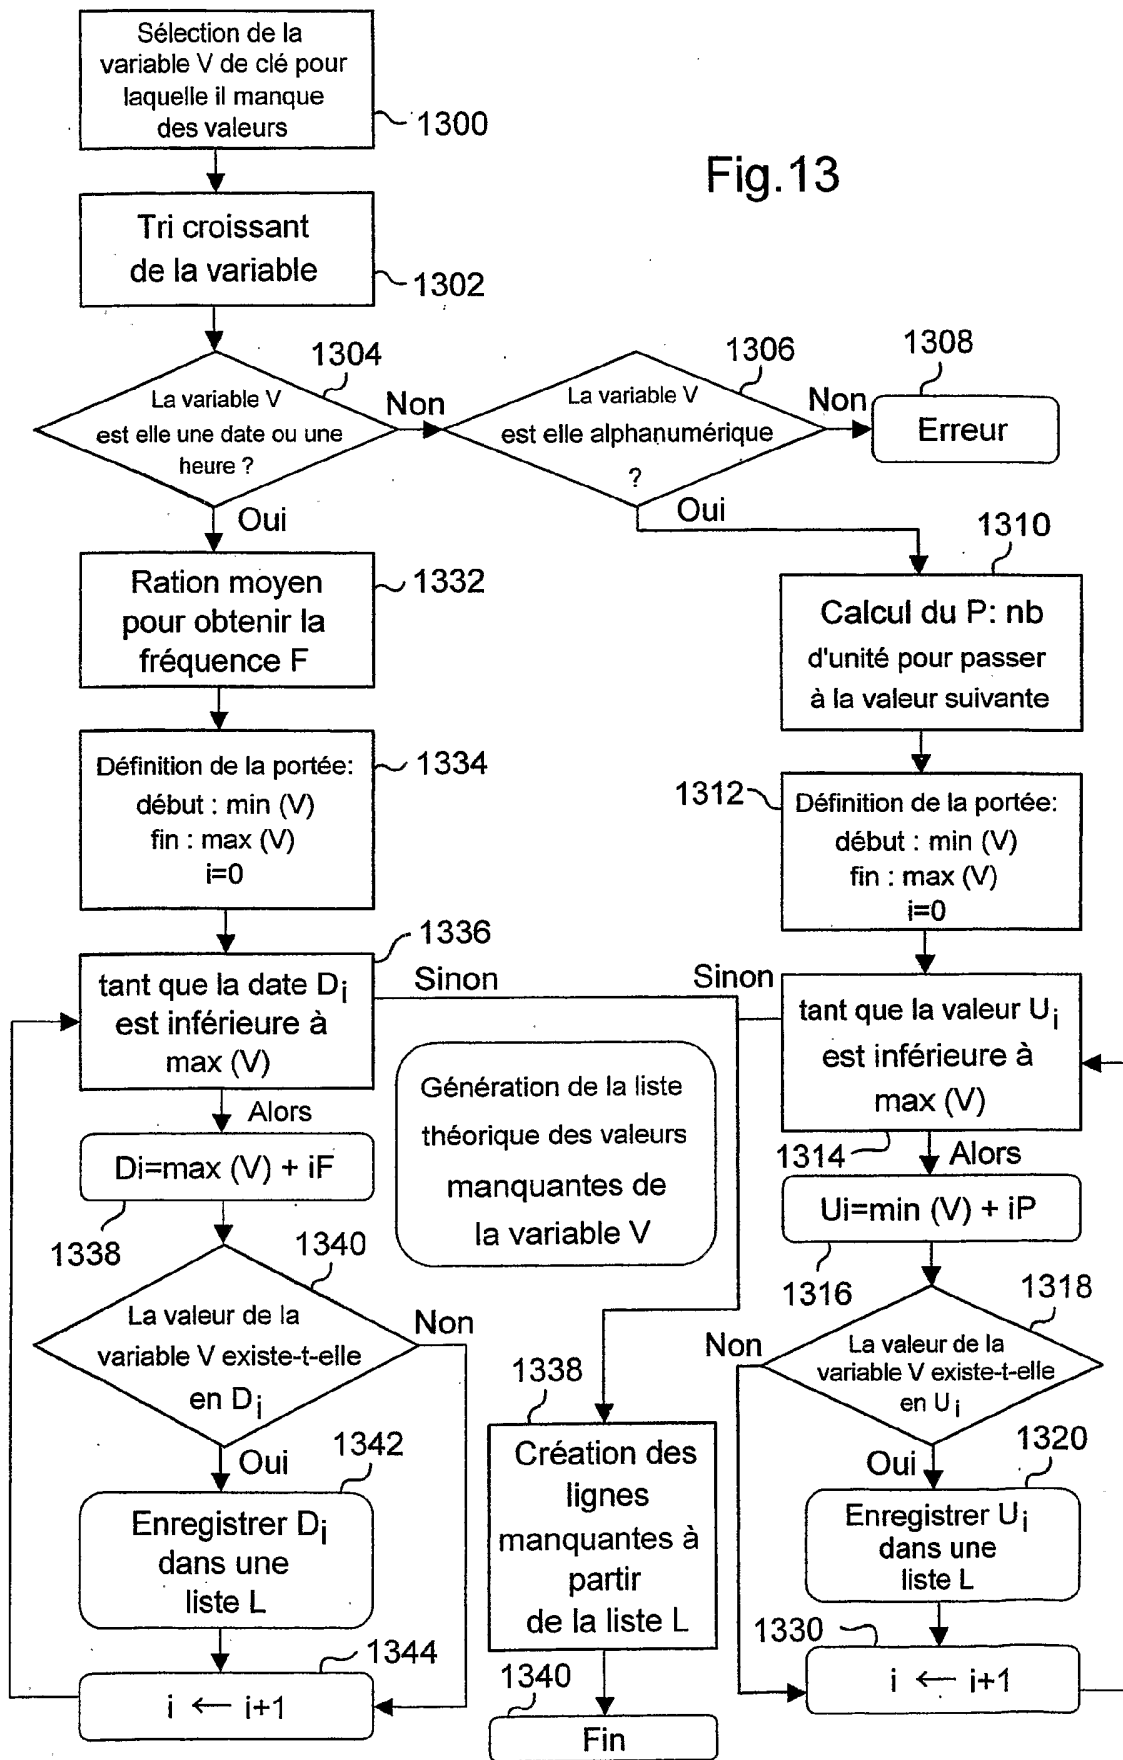 Sélection de la
variable V de clé pour
laquelle il manque
des valeurs
1300
Fig.13
Tri croissant
de la variable
1302
1304
La variable V
est elle une date ou une
heure ?
Non
Oui
1306
La variable V
est elle alphanumérique
?
Non
Oui
1308
Erreur
1310
Calcul du P: nb
d'unité pour passer
à la valeur suivante
1332
Ration moyen
pour obtenir la
fréquence F
1334
Définition de la portée:
début : min (V)
fin : max (V)
i=0
1312
Définition de la portée:
début : min (V)
fin : max (V)
i=0
1336
tant que la date Di
est inférieure à
max (V)
Sinon
Alors
Sinon
tant que la valeur Ui
est inférieure à
max (V)
1314
Alors
Génération de la liste
théorique des valeurs
manquantes de
la variable V
Di=max (V) + iF
1338
Ui=min (V) + iP
1316
1340
La valeur de la
variable V existe-t-elle
en Di
Non
Oui
1318
La valeur de la
variable V existe-t-elle
en Ui
Non
Oui
1342
Enregistrer Di
dans une
liste L
1338
Création des
lignes
manquantes à
partir
de la liste L
1320
Enregistrer Ui
dans une
liste L
1344
i ← i+1
1340
Fin
1330
i ← i+1